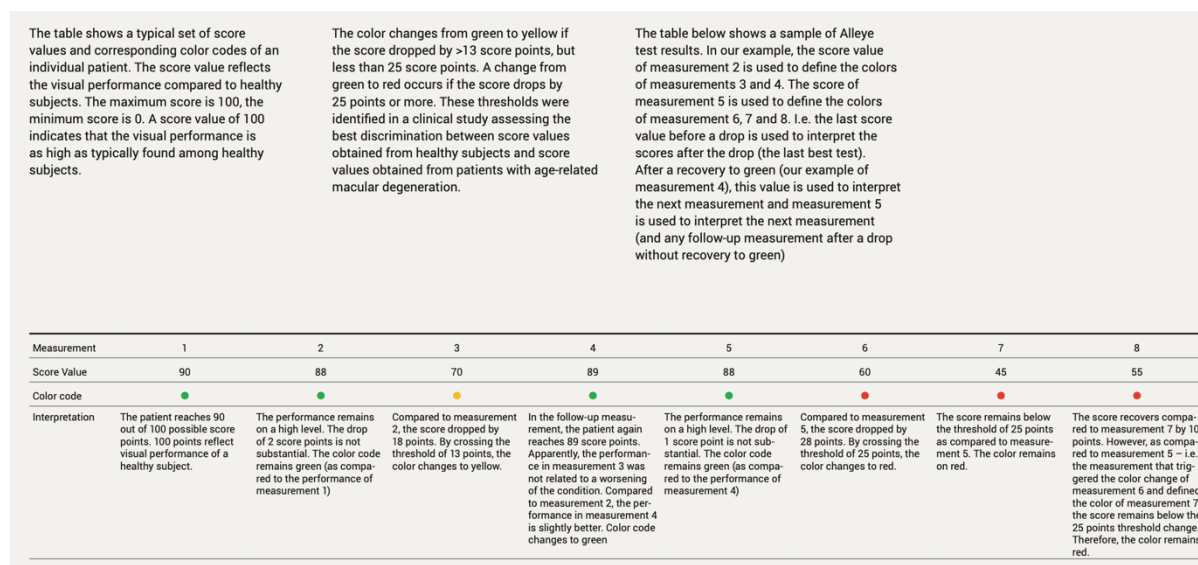 The table shows a typical set of score
values and corresponding color codes of an
individual patient. The score value reflects
the visual performance compared to healthy
subjects. The maximum score is 100, the
minimum score is 0. A score value of 100
indicates that the visual performance is
as high as typically found among healthy
subjects.
The color changes from green to yellow if
the score dropped by >13 score points, but
less than 25 score points. A change from
green to red occurs if the score drops by
25 points or more. These thresholds were
identified in a clinical study assessing the
best discrimination between score values
obtained from healthy subjects and score
values obtained from patients with age-related
macular degeneration.
The table below shows a sample of Alleye
test results. In our example, the score value
of measurement 2 is used to define the colors
of measurements 3 and 4. The score of
measurement 5 is used to define the colors
of measurement 6, 7 and 8. I.e. the last score
value before a drop is used to interpret the
scores after the drop (the last best test).
After a recovery to green (our example of
measurement 4), this value is used to interpret
the next measurement and measurement 5
is used to interpret the next measurement
(and any follow-up measurement after a drop
without recovery to green)
Measurement 1 2 3 4 5 6 7 8
Score Value 90 88 70 89 88 60 45 55
Color code
Interpretation
The patient reaches 90
out of 100 possible score
points. 100 points reflect
visual performance of a
healthy subject.
The performance remains
on a high level. The drop
of 2 score points is not
substantial. The color code
remains green (as compa-
red to the performance of
measurement 1)
Compared to measurement
2, the score dropped by
18 points. By crossing the
threshold of 13 points, the
color changes to yellow.
In the follow-up measu-
rement, the patient again
reaches 89 score points.
Apparently, the performan-
ce in measurement 3 was
not related to a worsening
of the condition. Compared
to measurement 2, the per-
formance in measurement 4
is slightly better. Color code
changes to green
The performance remains
on a high level. The drop of
1 score point is not sub-
stantial. The color code
remains green (as compa-
red to the performance of
measurement 4)
Compared to measurement
5, the score dropped by
28 points. By crossing the
threshold of 25 points, the
color changes to red.
The score remains below
the threshold of 25 points
as compared to measure-
ment 5. The color remains
on red.
The score recovers compa-
red to measurement 7 by 10
points. However, as compa-
red to measurement 5 – i.e.
the measurement that trig-
gered the color change of
measurement 6 and defined
the color of measurement 7
the score remains below the
25 points threshold change.
Therefore, the color remains
red.